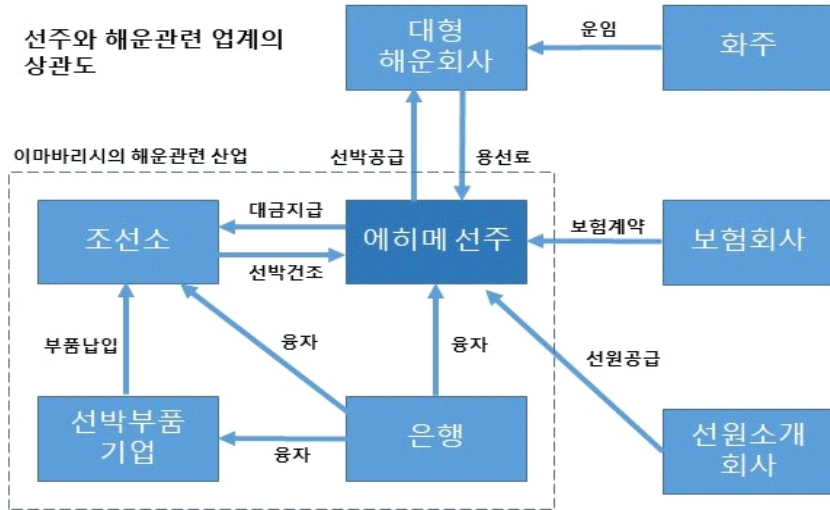 선주와 해운관련 업계의
상관도
대형
해운회사
운임
화주
이마바리시의 해운관련 산업
선박공급
용선료
조선소
대금지급
선박건조
에히메 선주
보험계약
보험회사
부품납입
융자
융자
선원공급
선박부품
기업
융자
은행
선원소개
회사